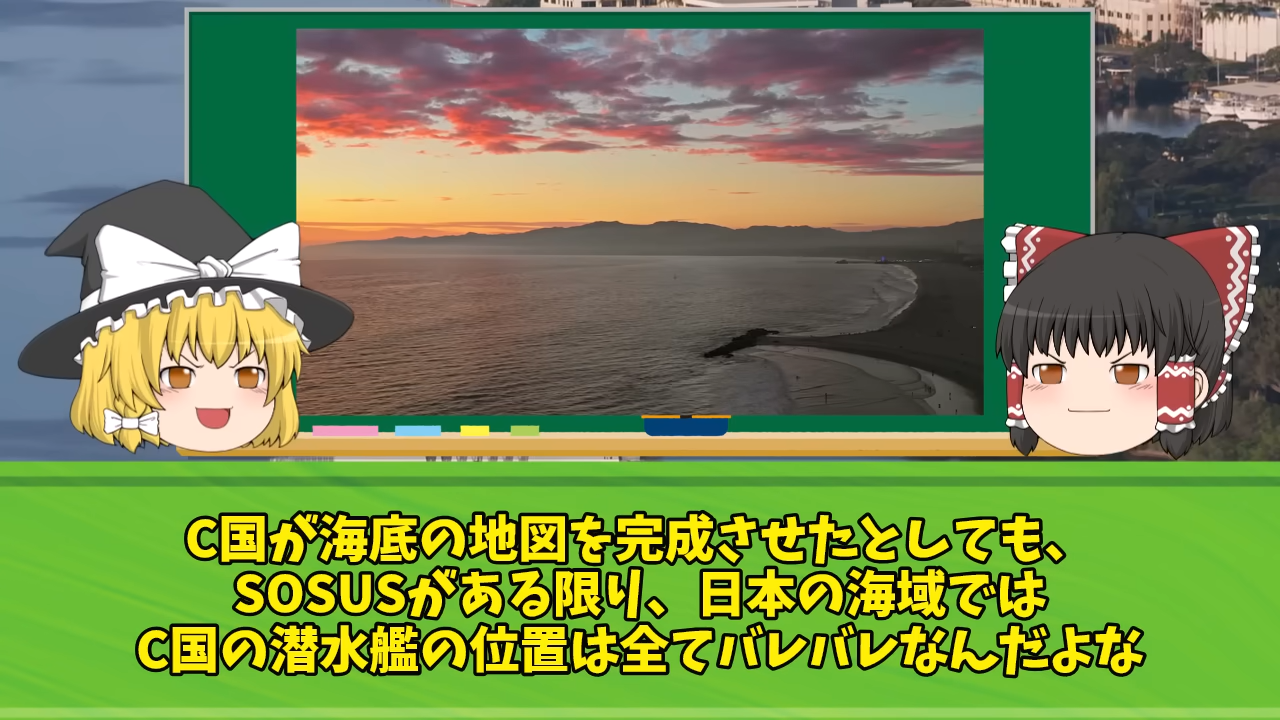 C国が海底の地図を完成させたとしても、
SOSUSがある限り、日本の海域では
C国の潜水艦の位置は全てバレバレなんだよな